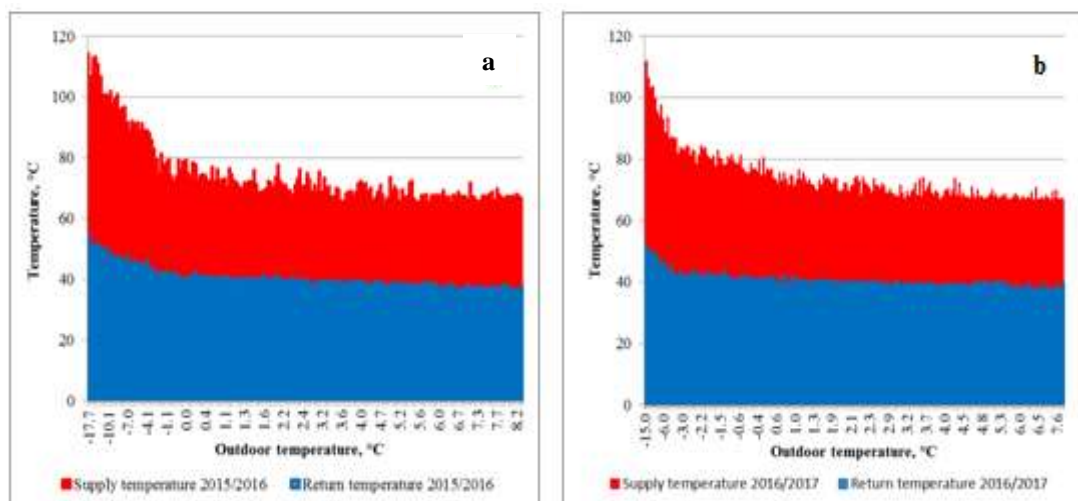 a
120
100
80
60
40
20
0
Temperature, °C
-17.7 -10.1 -7.0 -4.1 -1.1 0.0 0.4 1.1 1.3 1.6 2.2 2.4 3.2 3.6 4.0 4.7 5.2 5.6 6.0 6.7 7.3 7.7 8.2
Outdoor temperature, °C
Supply temperature 2015/2016 Return temperature 2015/2016
b
120
100
80
60
40
20
0
Temperature, °C
-15.0 -6.0 -3.0 -2.2 -1.5 -0.6 -0.4 0.6 1.0 1.3 1.9 2.1 2.3 2.9 3.2 3.7 4.0 4.5 4.8 5.3 6.0 6.5 7.6
Outdoor temperature, °C
Supply temperature 2016/2017 Return temperature 2016/2017